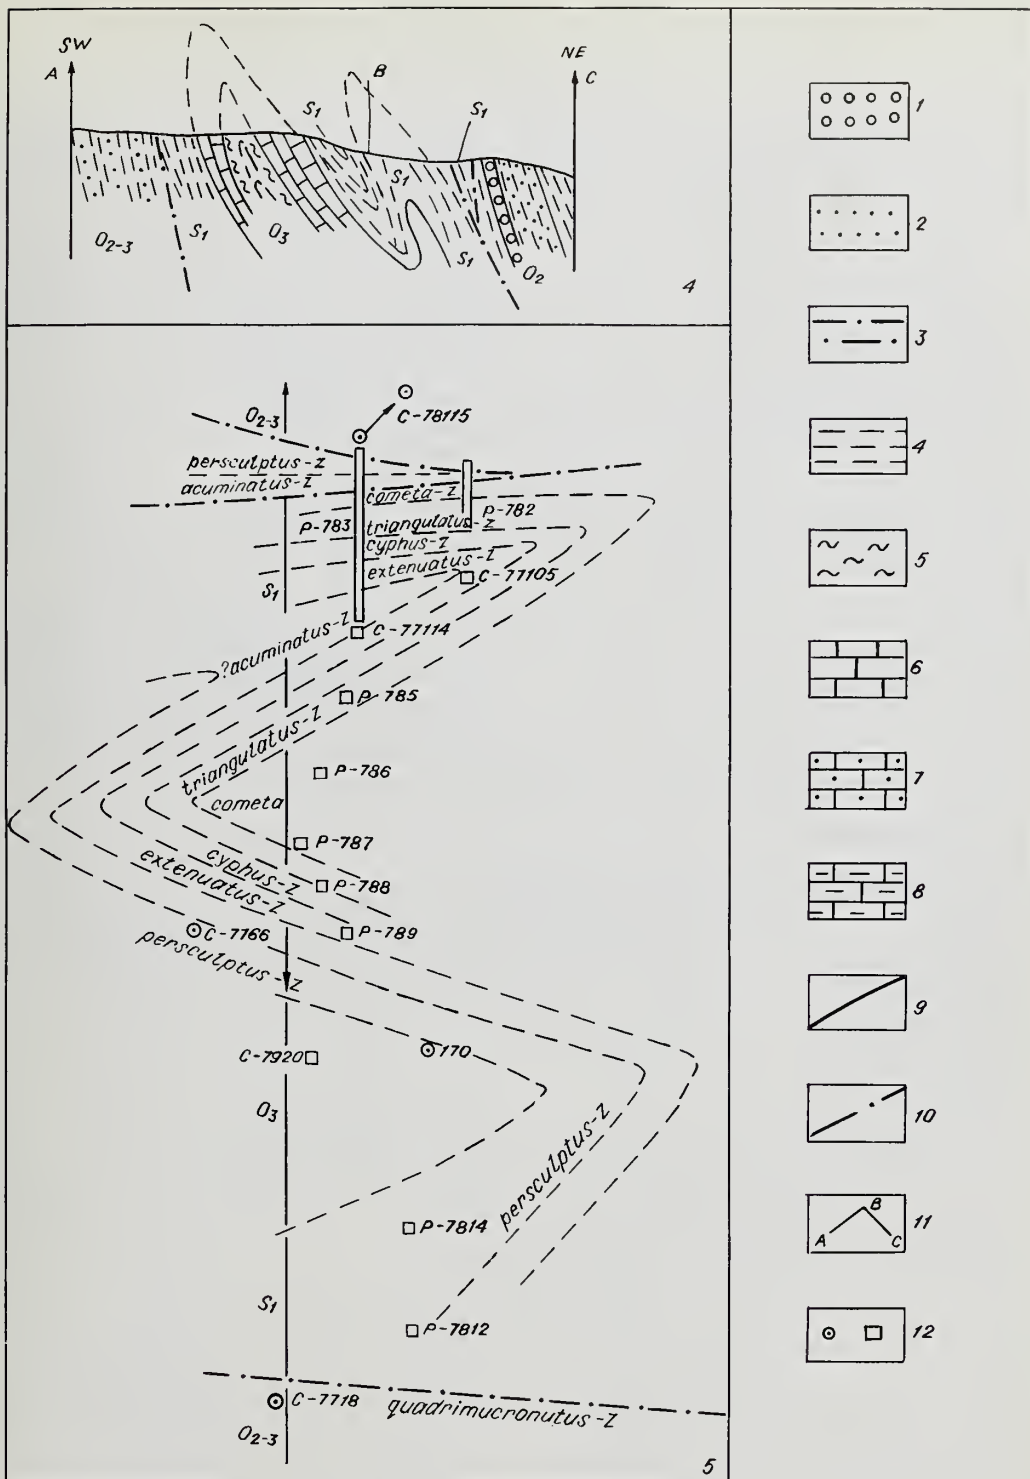 SW
A
B
NE
C
S1
S1
S1
O2-3
S1
O3
S1
S1
O2
4
O2-3
C-78115
persculptus-z
acuminatus-z
cometa-z
P-783
P-782
triangulatus-z
cyphus-z
extenuatus-z
C-77105
S1
?acuminatus-z
C-77114
P-785
triangulatus-z
P-786
cometa
P-787
cyphus-z
P-788
extenuatus-z
C-7766
P-789
persculptus-z
C-7920
170
O3
persculptus-z
P-7814
S1
P-7812
C-7718
quadrimucronutus-z
O2-3
5
1
2
3
4
5
6
7
8
9
10
A B C
11
12